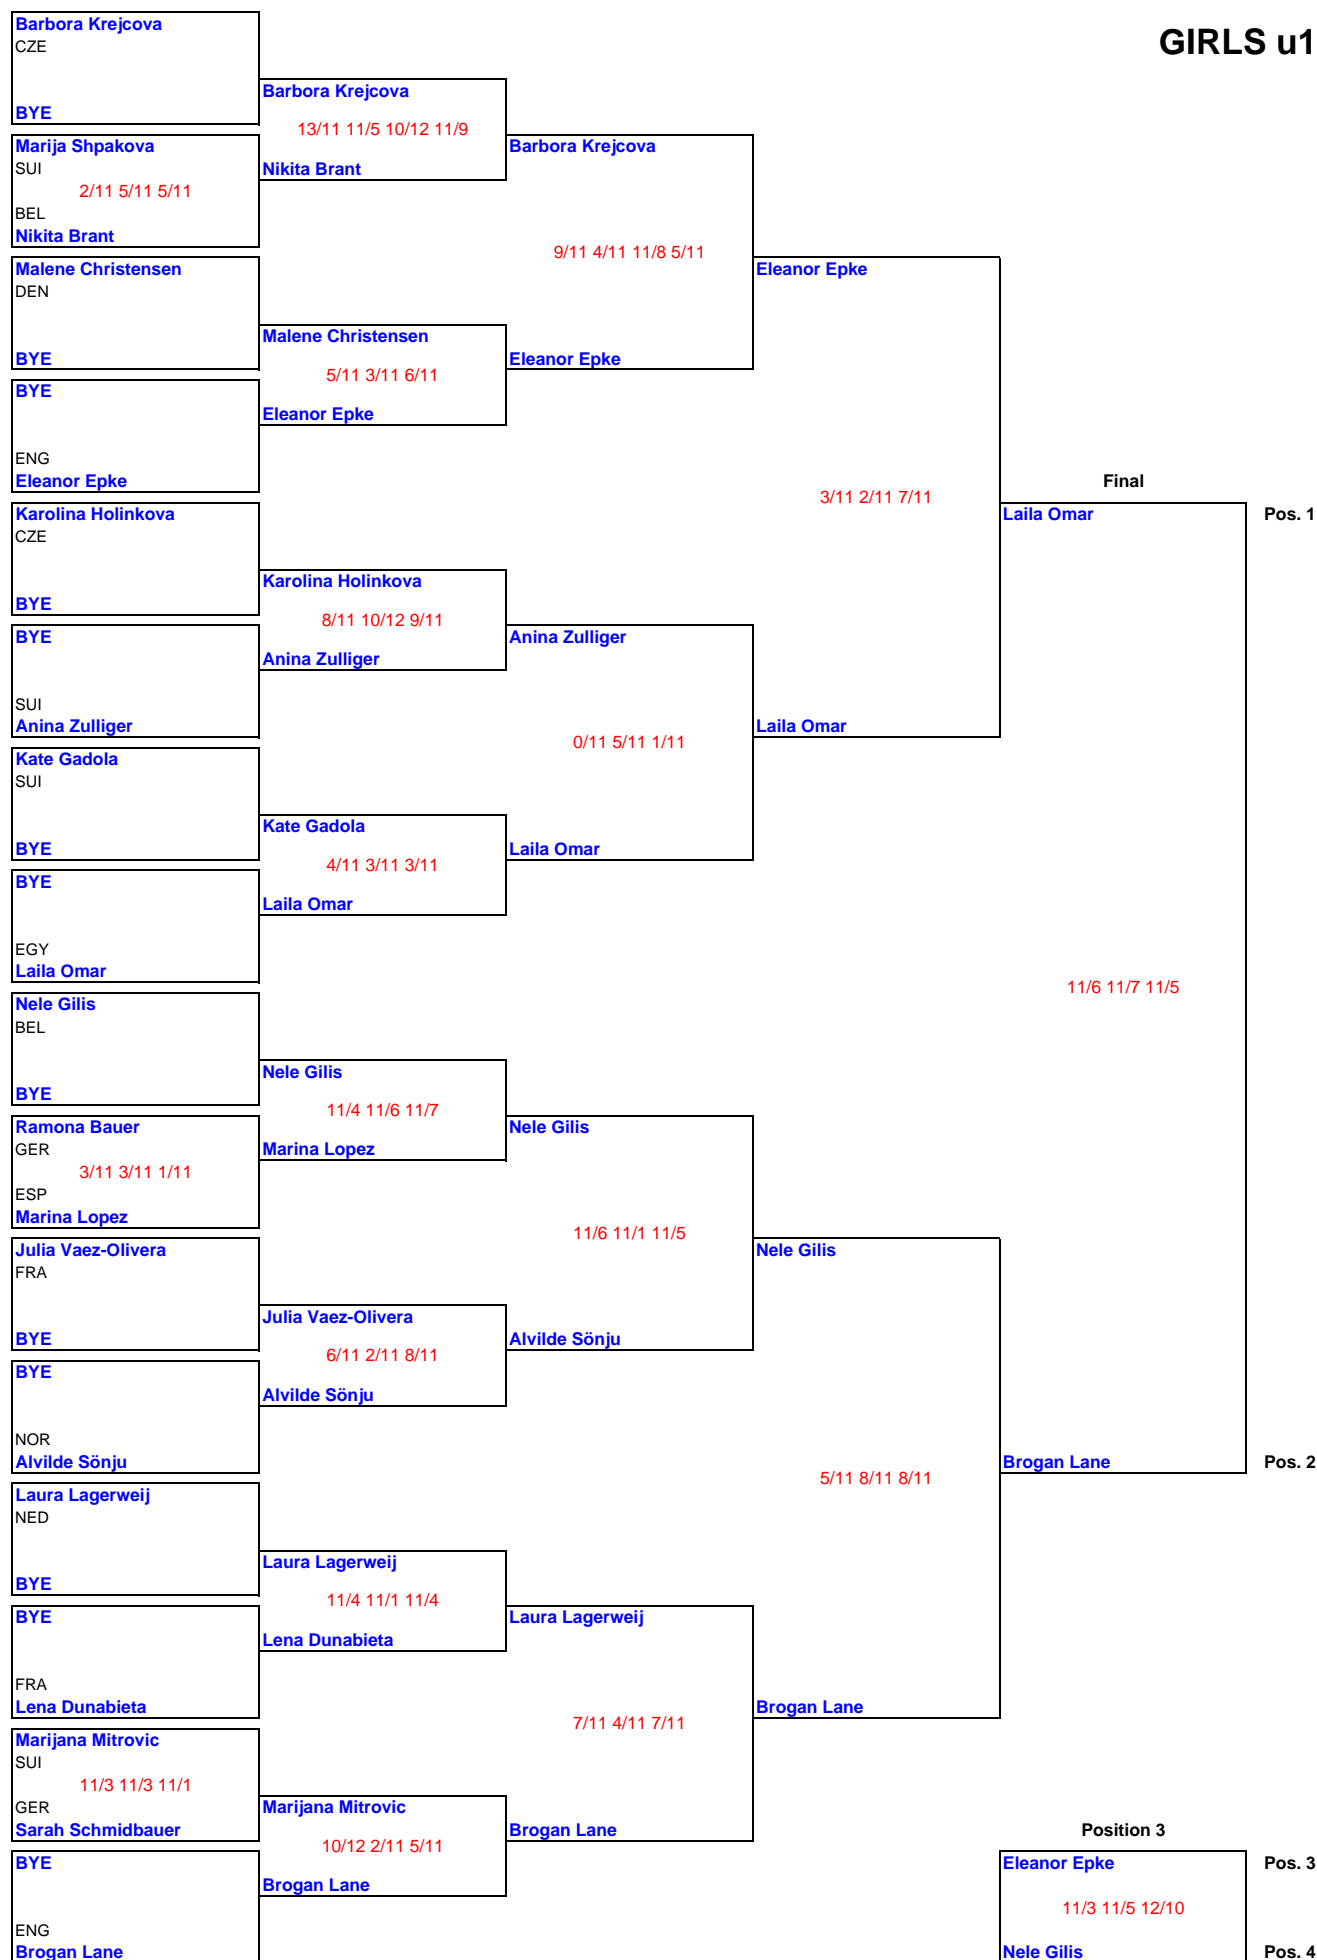 GIRLS u1
Barbora Krejcova
CZE
BYE
Marija Shpakova
SUI
2/11 5/11 5/11
BEL
Nikita Brant
Malene Christensen
DEN
BYE
BYE
ENG
Eleanor Epke
Karolina Holinkova
CZE
BYE
BYE
SUI
Anina Zulliger
Kate Gadola
SUI
BYE
BYE
EGY
Laila Omar
Nele Gilis
BEL
BYE
Ramona Bauer
GER
3/11 3/11 1/11
ESP
Marina Lopez
Julia Vaez-Olivera
FRA
BYE
BYE
NOR
Alvilde Sönju
Laura Lagerweij
NED
BYE
BYE
FRA
Lena Dunabieta
Marijana Mitrovic
SUI
11/3 11/3 11/1
GER
Sarah Schmidbauer
BYE
ENG
Brogan Lane
Barbora Krejcova
13/11 11/5 10/12 11/9
Nikita Brant
Malene Christensen
5/11 3/11 6/11
Eleanor Epke
Karolina Holinkova
8/11 10/12 9/11
Anina Zulliger
Kate Gadola
4/11 3/11 3/11
Laila Omar
Nele Gilis
11/4 11/6 11/7
Marina Lopez
Julia Vaez-Olivera
6/11 2/11 8/11
Alvilde Sönju
Laura Lagerweij
11/4 11/1 11/4
Lena Dunabieta
Marijana Mitrovic
10/12 2/11 5/11
Brogan Lane
Barbora Krejcova
9/11 4/11 11/8 5/11
Eleanor Epke
Anina Zulliger
0/11 5/11 1/11
Laila Omar
Nele Gilis
11/6 11/1 11/5
Alvilde Sönju
Laura Lagerweij
7/11 4/11 7/11
Brogan Lane
Eleanor Epke
3/11 2/11 7/11
Laila Omar
Nele Gilis
5/11 8/11 8/11
Brogan Lane
Final
Laila Omar
Pos. 1
11/6 11/7 11/5
Brogan Lane
Pos. 2
Position 3
Eleanor Epke
Pos. 3
11/3 11/5 12/10
Nele Gilis
Pos. 4